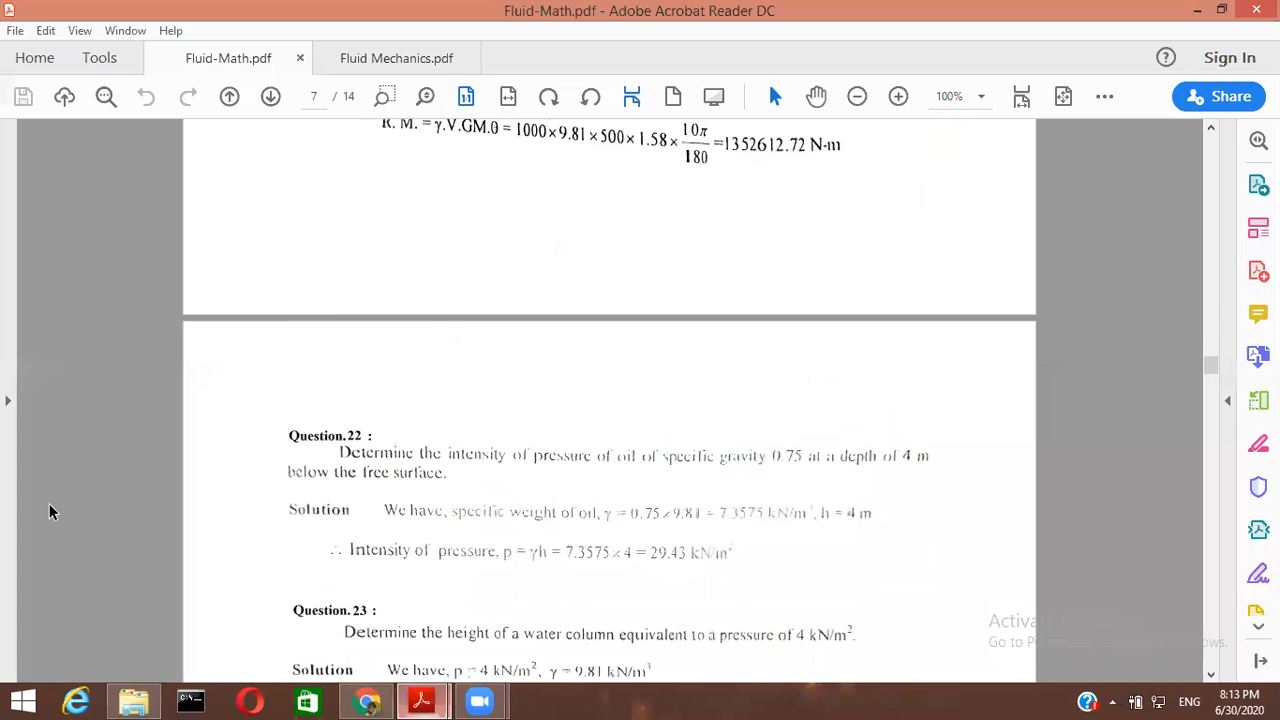 Fluid-Math.pdf - Adobe Acrobat Reader DC
File Edit View Window Help
Home Tools Fluid-Math.pdf × Fluid Mechanics.pdf Sign In
7 / 14 100% Share
R. M. = γ.V.GM.θ = 1000×9.81×500×1.58× 10π/180 =1352612.72 N-m
Question.22 :
Determine the intensity of pressure of oil of specific gravity 0.75 at a depth of 4 m
below the free surface.
Solution We have, specific weight of oil, γ = 0.75×9.81 = 7.3575 kN/m³, h = 4 m
∴ Intensity of pressure, p = γh = 7.3575×4 = 29.43 kN/m²
Question.23 :
Determine the height of a water column equivalent to a pressure of 4 kN/m².
Solution We have, p = 4 kN/m², γ = 9.81 kN/m³
ENG
8:13 PM
6/30/2020